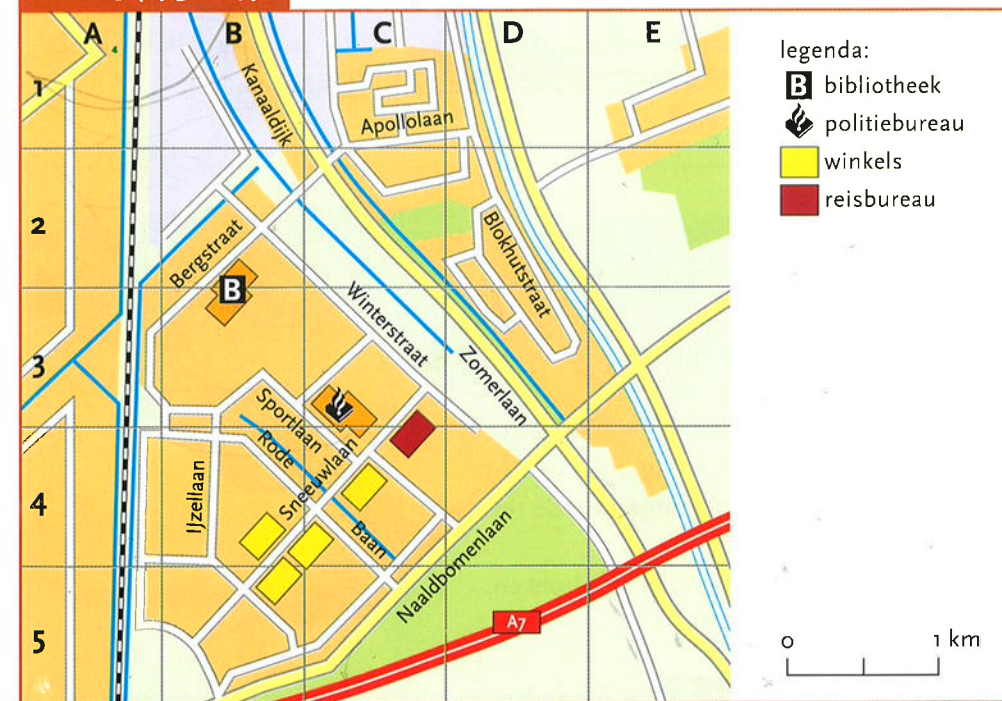 A
B
C
D
E
legenda:
B bibliotheek
politiebureau
winkels
reisbureau
1
Kanaaldijk
Apollolaan
2
Bergstraat
Blokhutstraat
B
Winterstraat
3
Zomerlaan
Sportlaan
Rode
Sneeuwlaan
4
IJzellaan
Baan
Naaldbomenlaan
A7
5
0 1 km